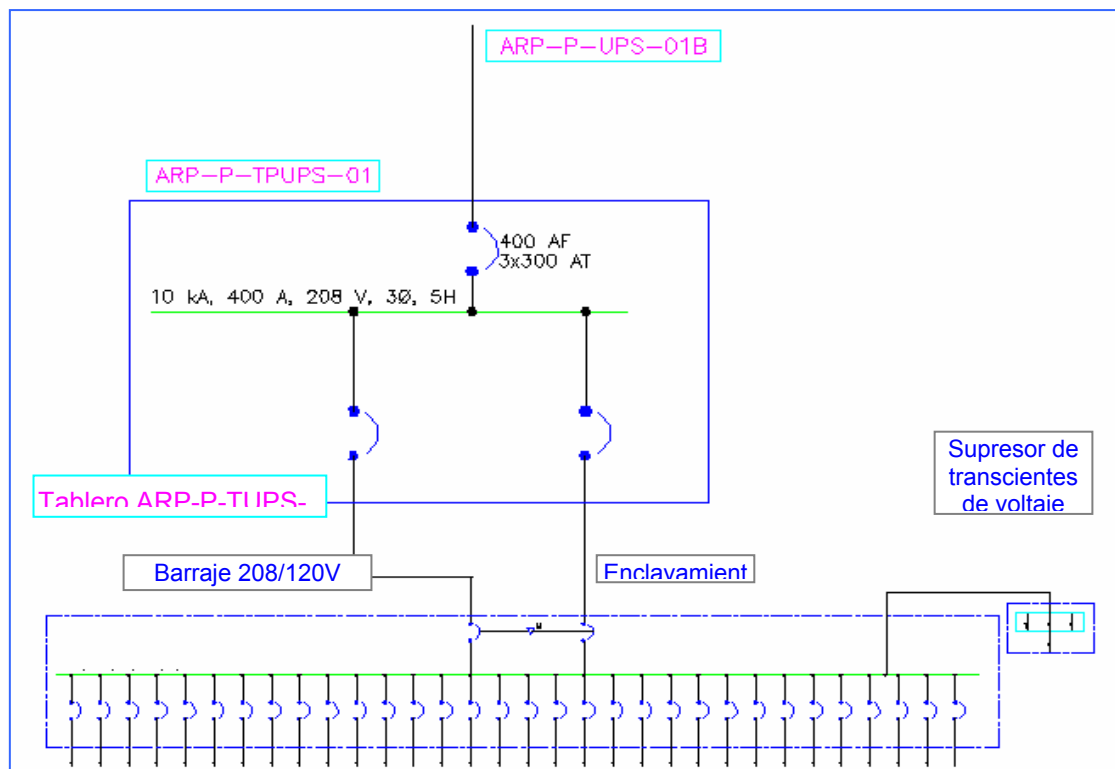 ARP-P-UPS-01B
ARP-P-TPUPS-01
400 AF
3x300 AT
10 kA, 400 A, 208 V, 3Ø, 5H
Supresor de
transcientes
de voltaje
Tablero ARP-P-TUPS-
Barraje 208/120V
Enclavamient